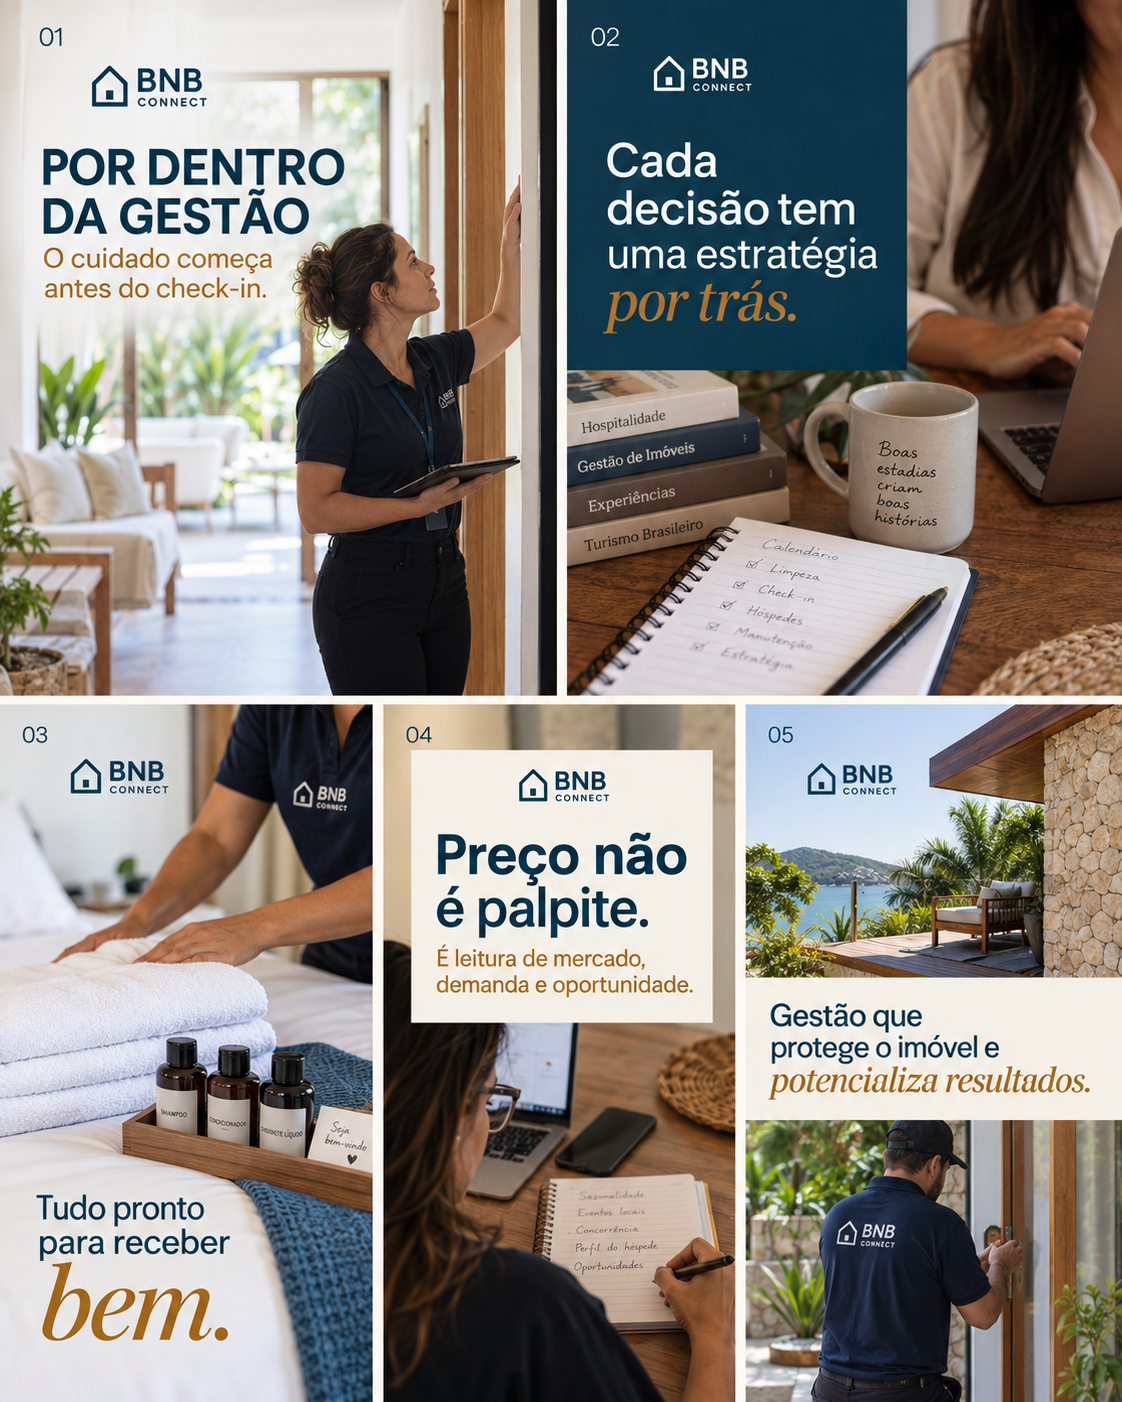 01
BNB
CONNECT
POR DENTRO
DA GESTÃO
O cuidado começa
antes do check-in.
02
BNB
CONNECT
Cada
decisão tem
uma estratégia
por trás.
Hospitalidade
Gestão de Imóveis
Experiências
Turismo Brasileiro
Boas
estadias
criam
boas
histórias
Calendário
Limpeza
Check-in
Hóspedes
Manutenção
Estratégia
03
BNB
CONNECT
BNB
CONNECT
SHAMPOO
CONDICIONADOR
SABONETE LÍQUIDO
Seja
bem-vindo
Tudo pronto
para receber
bem.
04
BNB
CONNECT
Preço não
é palpite.
É leitura de mercado,
demanda e oportunidade.
Sazonalidade
Eventos locais
Concorrência
Perfil do hóspede
Oportunidades
05
BNB
CONNECT
Gestão que
protege o imóvel e
potencializa resultados.
BNB
CONNECT